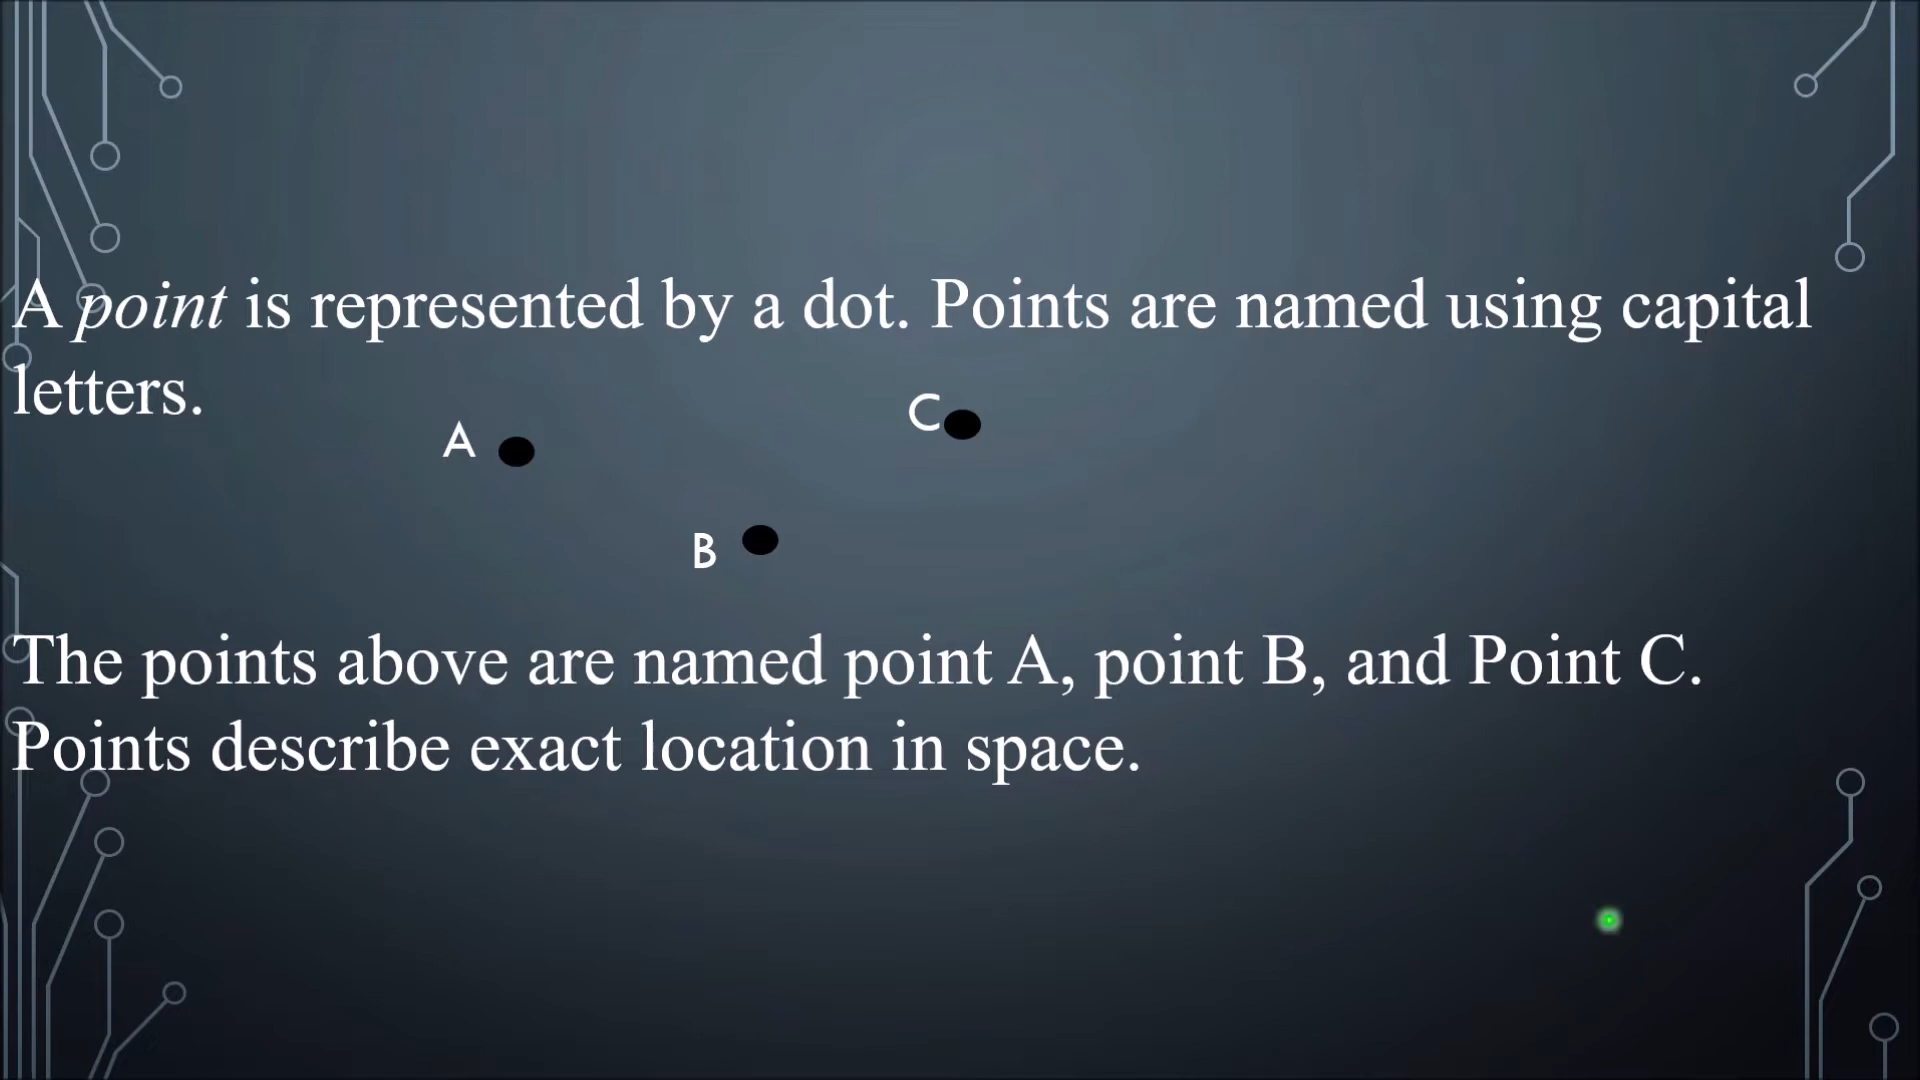 A point is represented by a dot. Points are named using capital
letters.
C
A
B
The points above are named point A, point B, and Point C.
Points describe exact location in space.